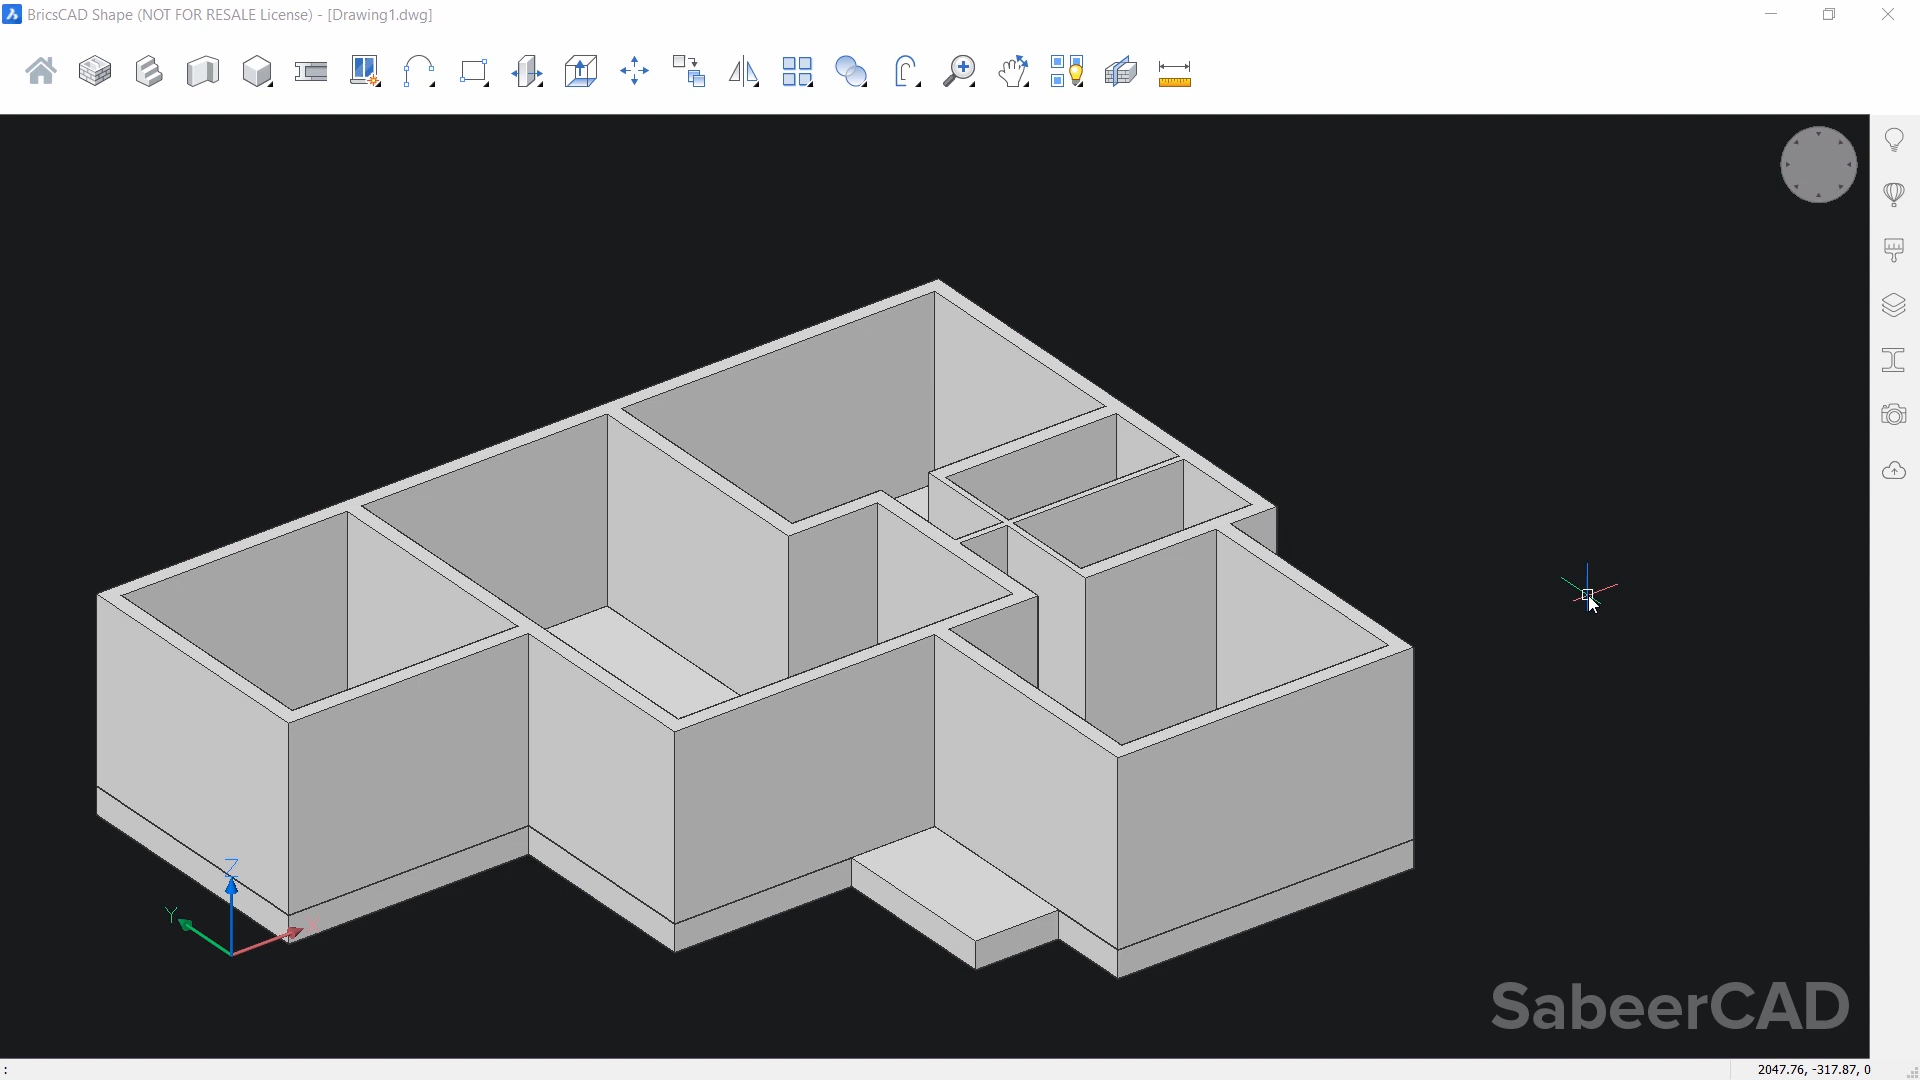 BricsCAD Shape (NOT FOR RESALE License) - [Drawing1.dwg]
Z
Y
X
SabeerCAD
:
2047.76, -317.87, 0